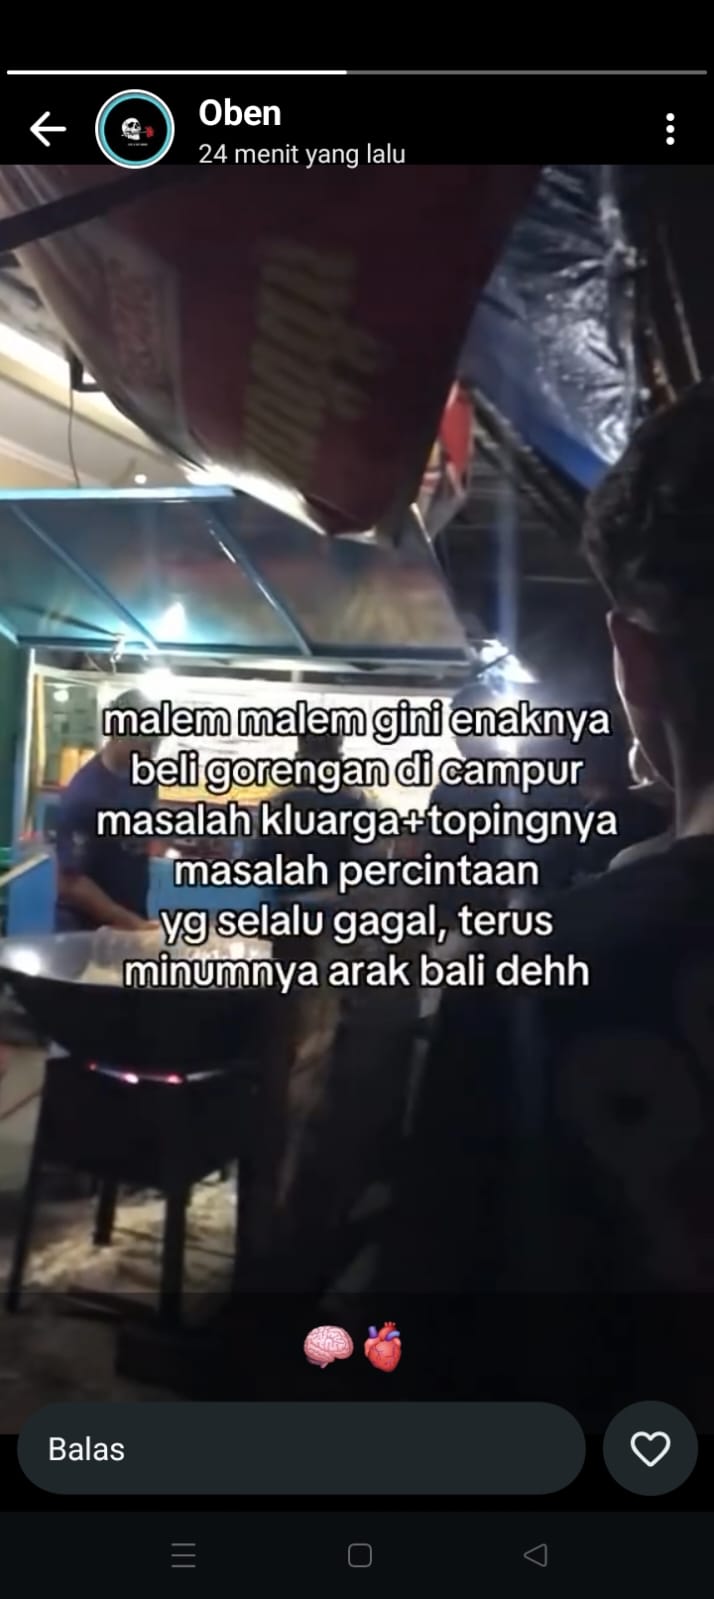 Oben
24 menit yang lalu
malem malem gini enaknya
beli gorengan di campur
masalah kluarga+topingnya
masalah percintaan
yg selalu gagal, terus
minumnya arak bali dehh
Balas